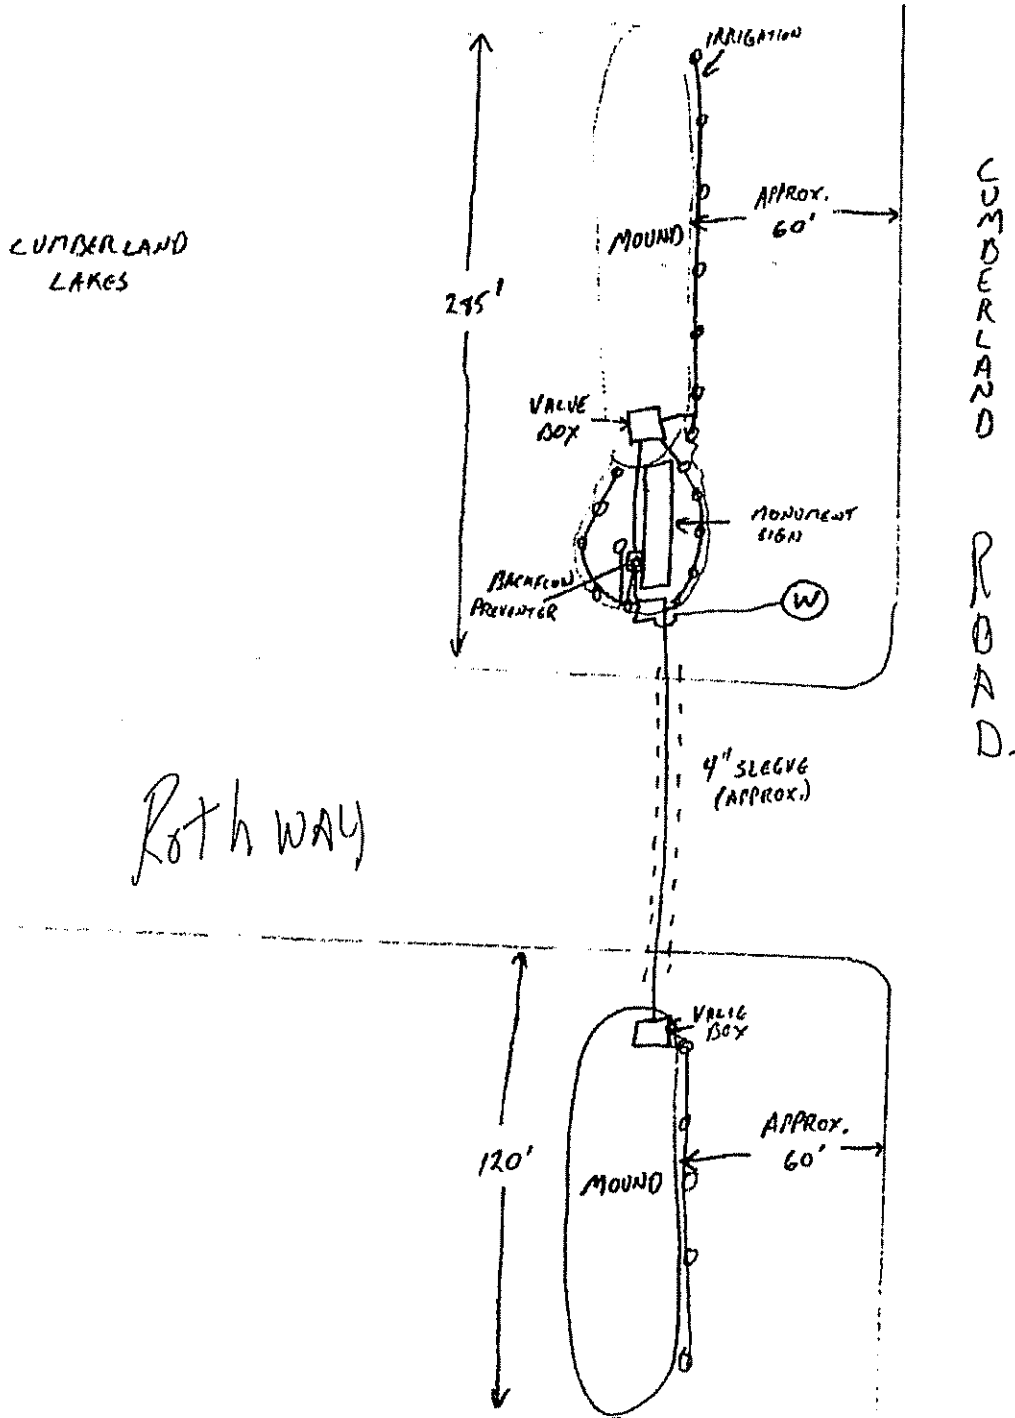 IRRIGATION
CUMBERLAND ROAD.
APPROX.
60'
MOUND
CUMBERLAND
LAKES
285'
VALVE
BOX
MONUMENT
SIGN
BACKFLOW
PREVENTER
W
4" SLEEVE
(APPROX.)
Roth WAY
VALVE
BOX
APPROX.
60'
120'
MOUND